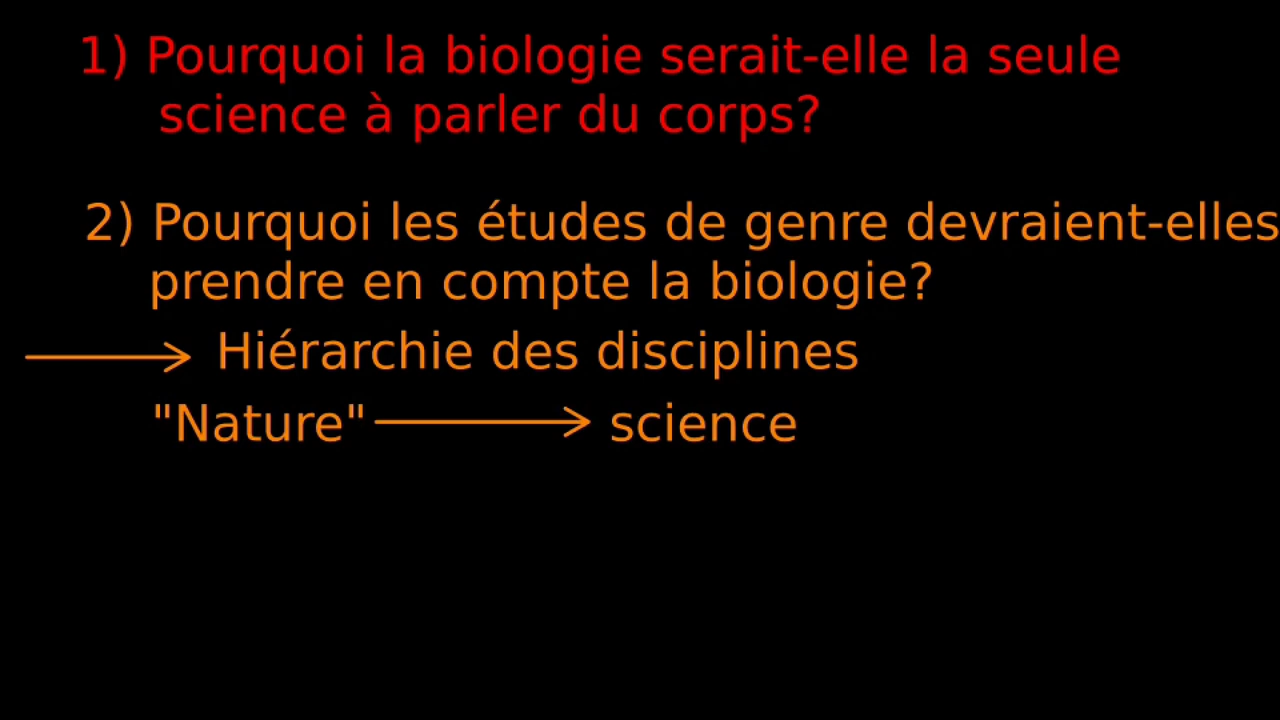 1) Pourquoi la biologie serait-elle la seule
science à parler du corps?
2) Pourquoi les études de genre devraient-elles
prendre en compte la biologie?
Hiérarchie des disciplines
"Nature" science